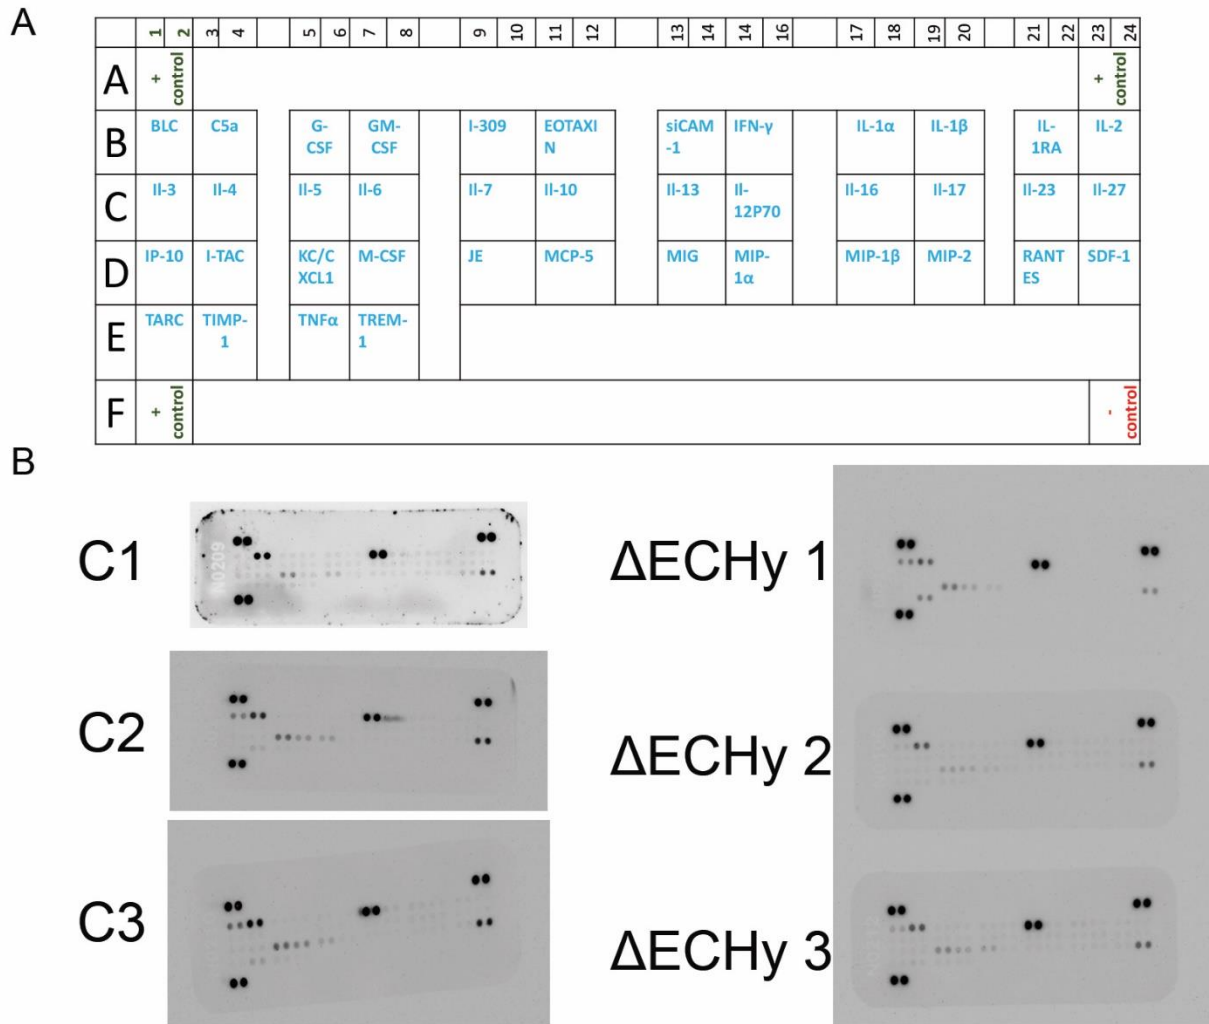 A
1 2 3 4 5 6 7 8 9 10 11 12 13 14 14 16 17 18 19 20 21 22 23 24
A + control + control
B BLC C5a G-CSF GM-CSF I-309 EOTAXIN siCAM-1 IFN-γ IL-1α IL-1β IL-1RA IL-2
C Il-3 Il-4 Il-5 Il-6 Il-7 Il-10 Il-13 Il-12P70 Il-16 Il-17 Il-23 Il-27
D IP-10 I-TAC KC/CXCL1 M-CSF JE MCP-5 MIG MIP-1α MIP-1β MIP-2 RANTES SDF-1
E TARC TIMP-1 TNFα TREM-1
F + control - control
B
C1 ΔECHy 1
C2 ΔECHy 2
C3 ΔECHy 3